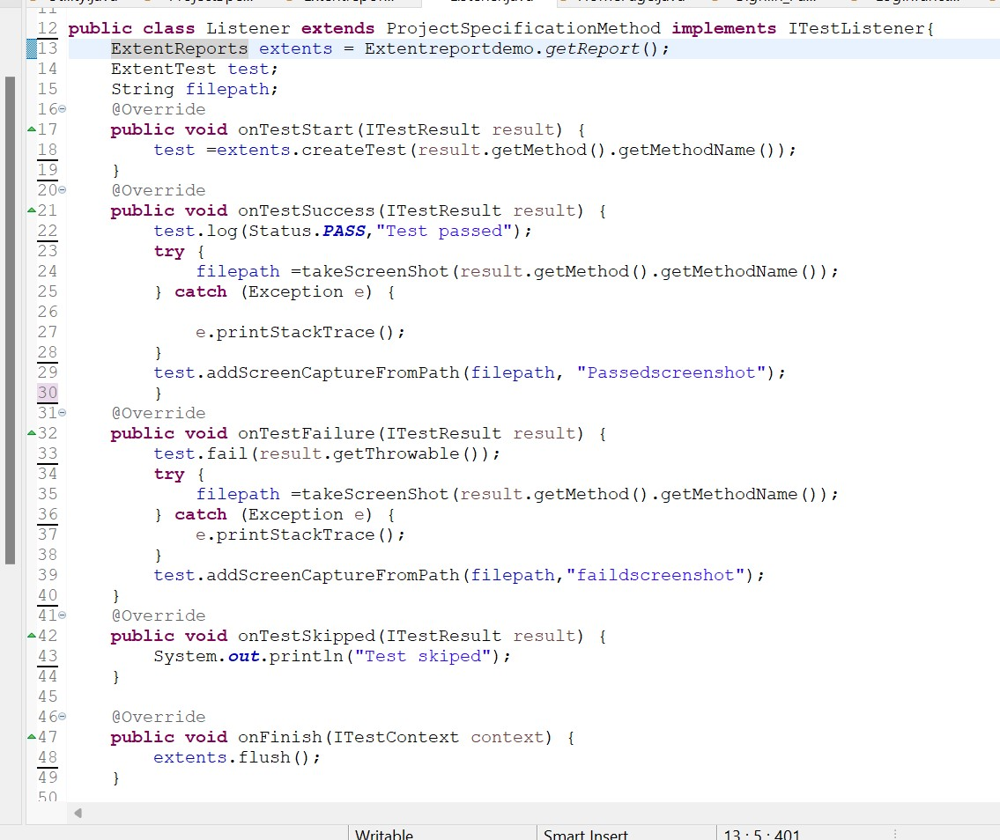 12 public class Listener extends ProjectSpecificationMethod implements ITestListener{
13 ExtentReports extents = Extentreportdemo.getReport();
14 ExtentTest test;
15 String filepath;
16 @Override
17 public void onTestStart(ITestResult result) {
18 test =extents.createTest(result.getMethod().getMethodName());
19 }
20 @Override
21 public void onTestSuccess(ITestResult result) {
22 test.log(Status.PASS,"Test passed");
23 try {
24 filepath =takeScreenShot(result.getMethod().getMethodName());
25 } catch (Exception e) {
26
27 e.printStackTrace();
28 }
29 test.addScreenCaptureFromPath(filepath, "Passedscreenshot");
30 }
31 @Override
32 public void onTestFailure(ITestResult result) {
33 test.fail(result.getThrowable());
34 try {
35 filepath =takeScreenShot(result.getMethod().getMethodName());
36 } catch (Exception e) {
37 e.printStackTrace();
38 }
39 test.addScreenCaptureFromPath(filepath,"faildscreenshot");
40 }
41 @Override
42 public void onTestSkipped(ITestResult result) {
43 System.out.println("Test skiped");
44 }
45
46 @Override
47 public void onFinish(ITestContext context) {
48 extents.flush();
49 }
50
Writable Smart Insert 13 : 5 : 401